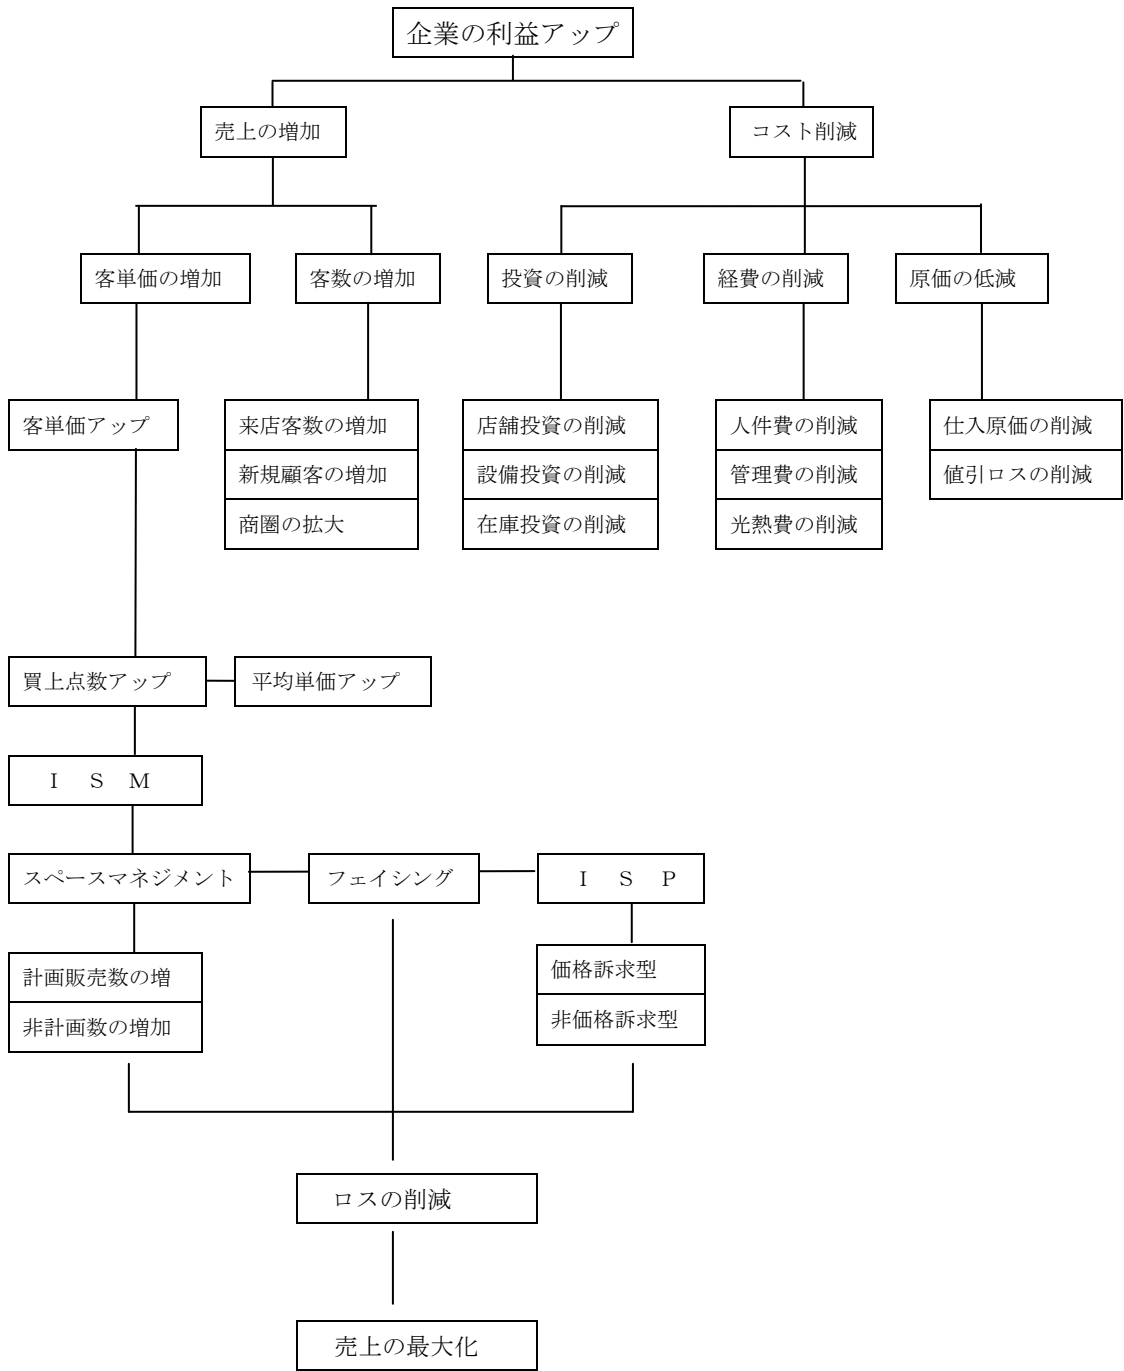 企業の利益アップ
売上の増加
コスト削減
客単価の増加
客数の増加
投資の削減
経費の削減
原価の低減
客単価アップ
来店客数の増加
新規顧客の増加
商圏の拡大
店舗投資の削減
設備投資の削減
在庫投資の削減
人件費の削減
管理費の削減
光熱費の削減
仕入原価の削減
値引ロスの削減
買上点数アップ
平均単価アップ
Ｉ Ｓ Ｍ
スペースマネジメント
フェイシング
Ｉ Ｓ Ｐ
計画販売数の増
非計画数の増加
価格訴求型
非価格訴求型
ロスの削減
売上の最大化